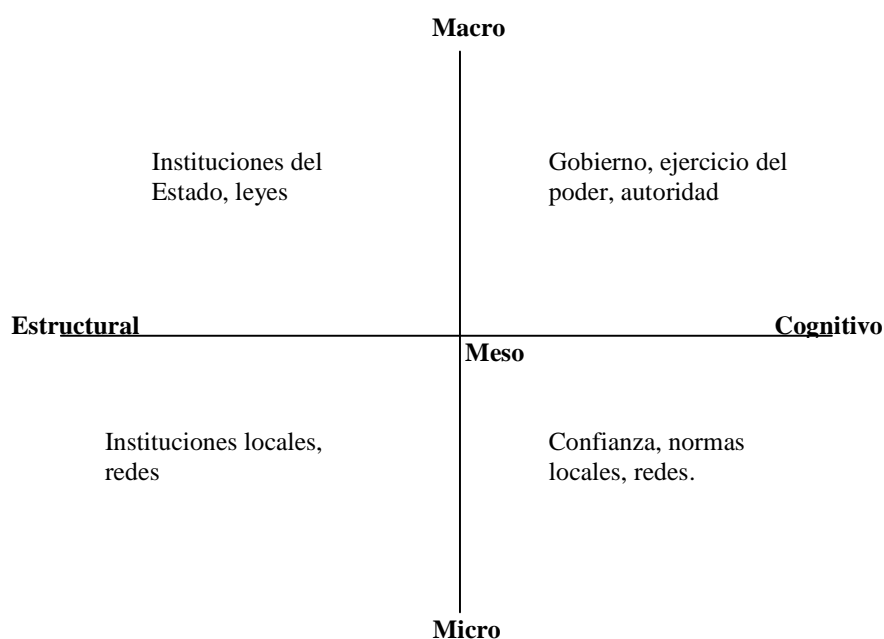 Macro
Instituciones del
Estado, leyes
Gobierno, ejercicio del
poder, autoridad
Estructural
Cognitivo
Meso
Instituciones locales,
redes
Confianza, normas
locales, redes.
Micro